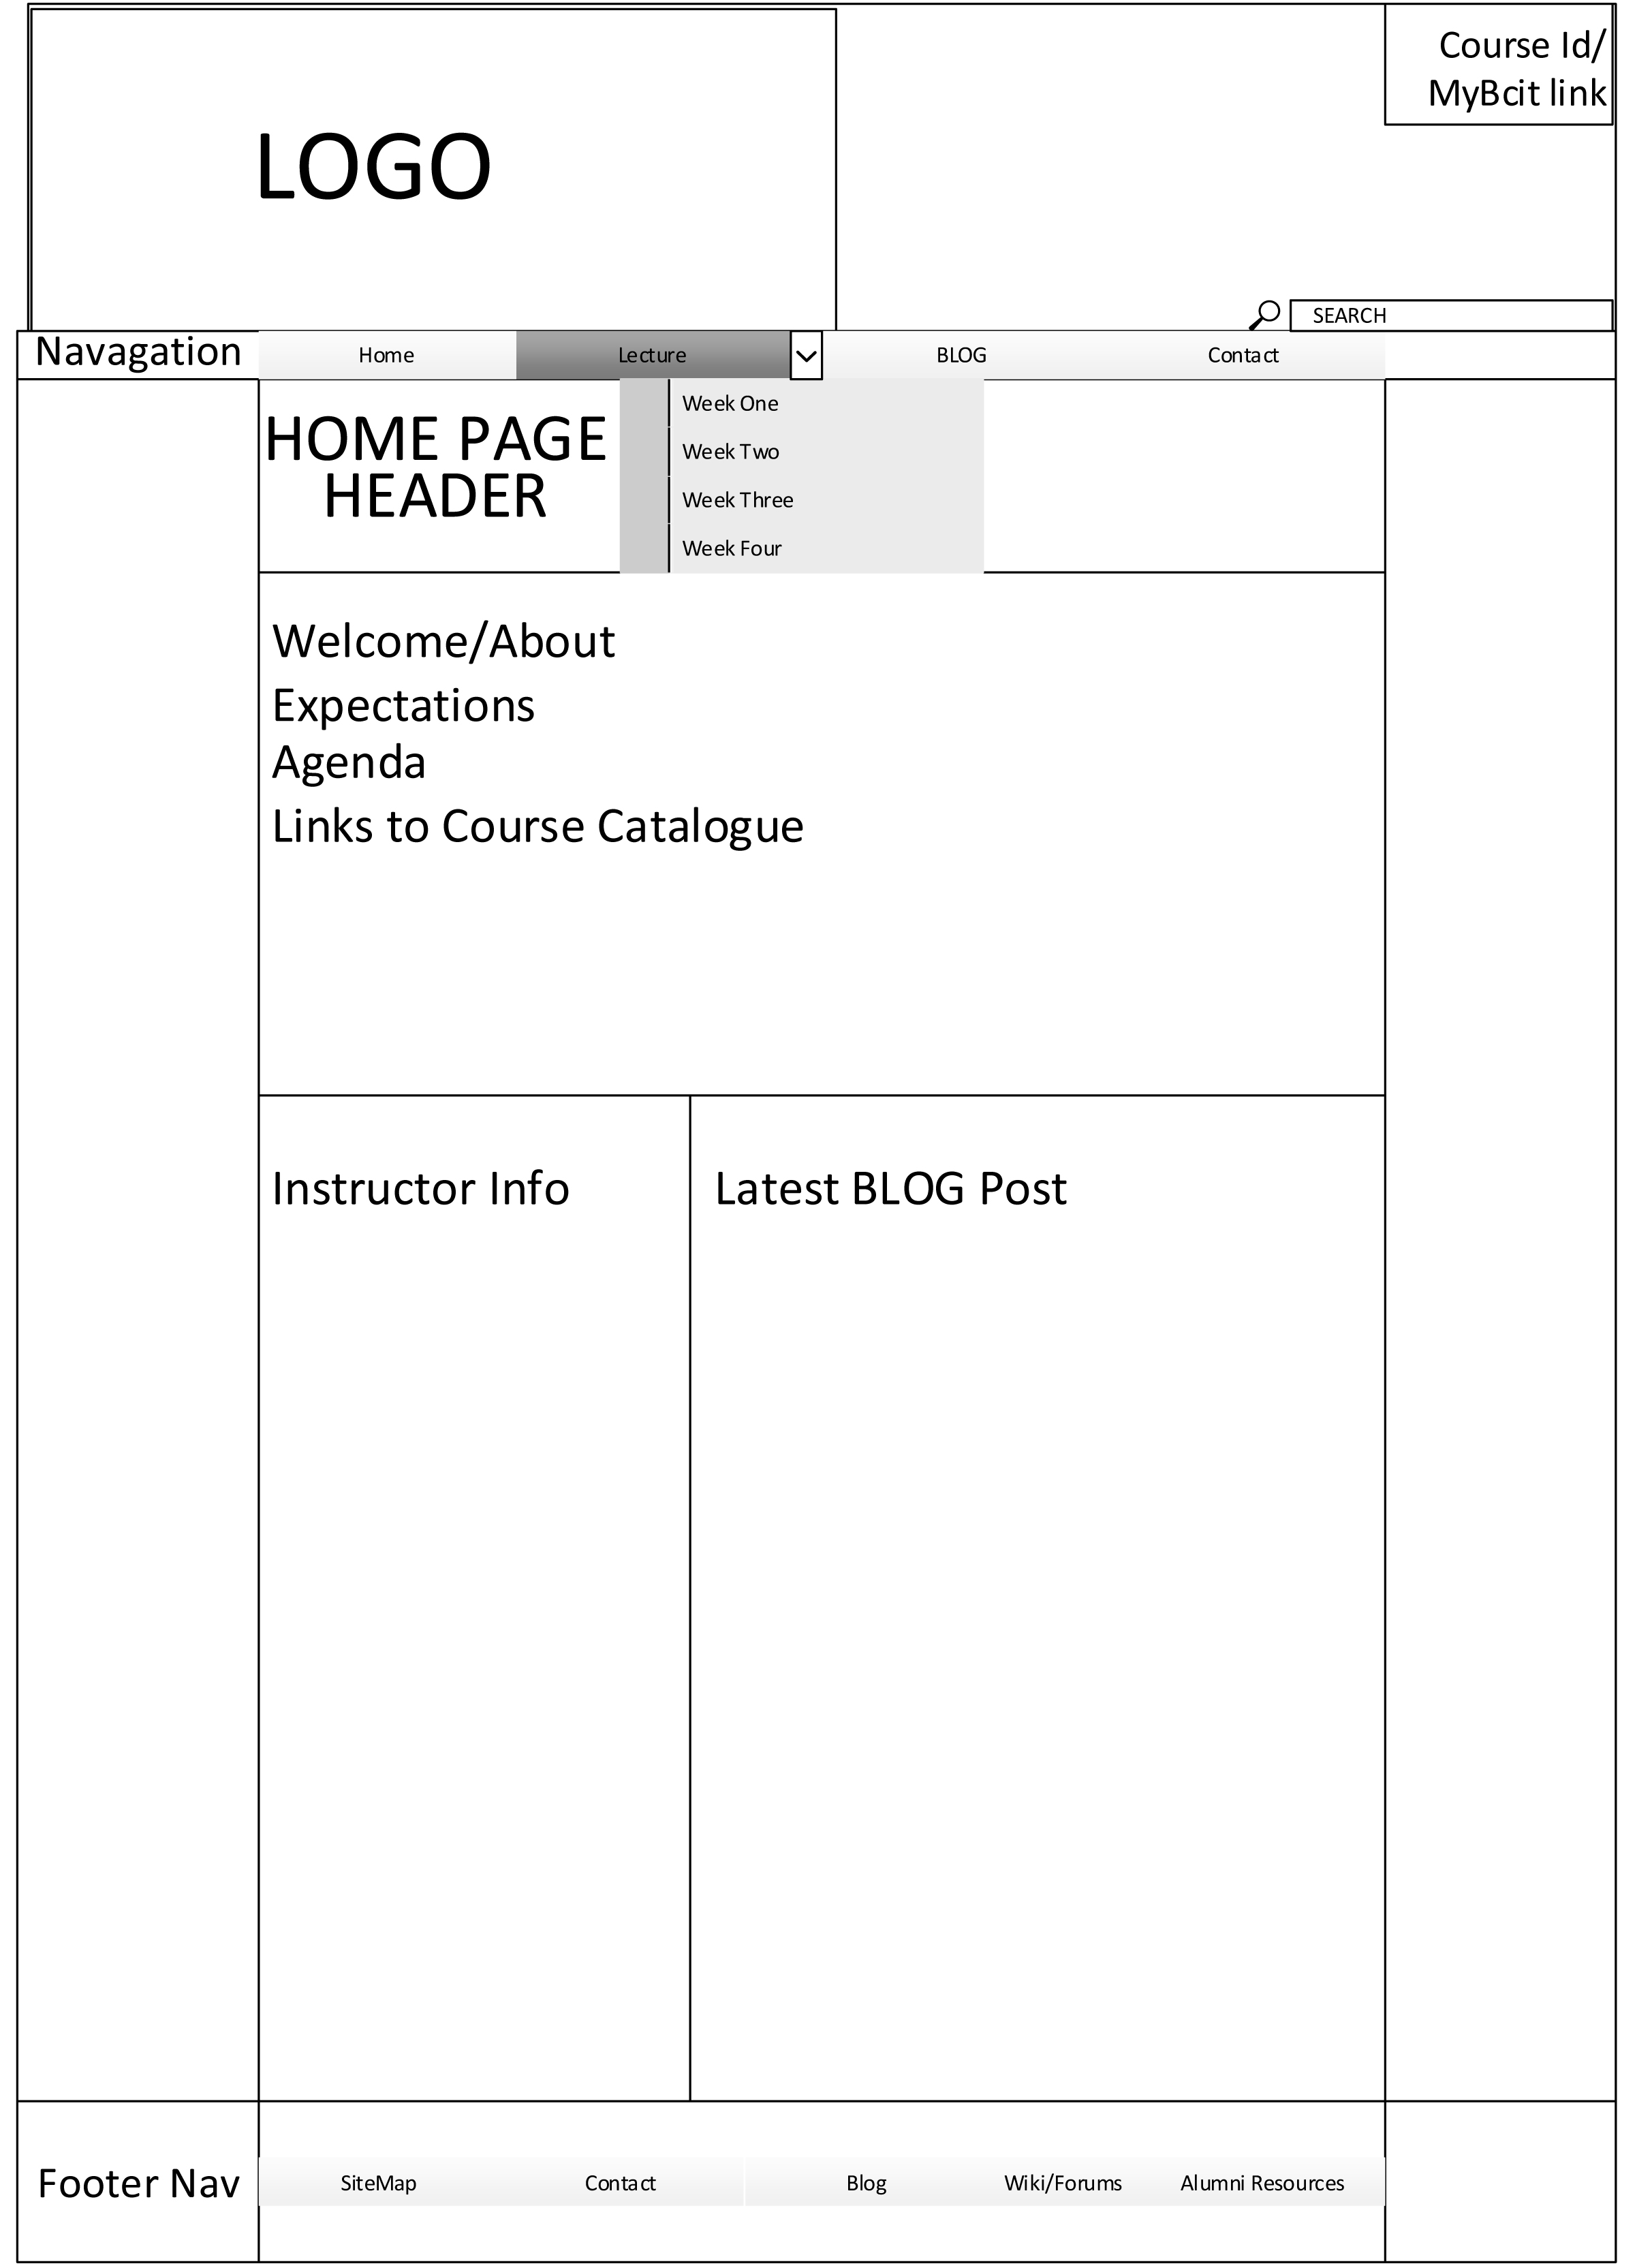 Course Id/
MyBcit link
LOGO
SEARCH
Navagation
Home
Lecture
BLOG
Contact
HOME PAGE
HEADER
Week One
Week Two
Week Three
Week Four
Welcome/About
Expectations
Agenda
Links to Course Catalogue
Instructor Info
Latest BLOG Post
Footer Nav
SiteMap
Contact
Blog
Wiki/Forums
Alumni Resources